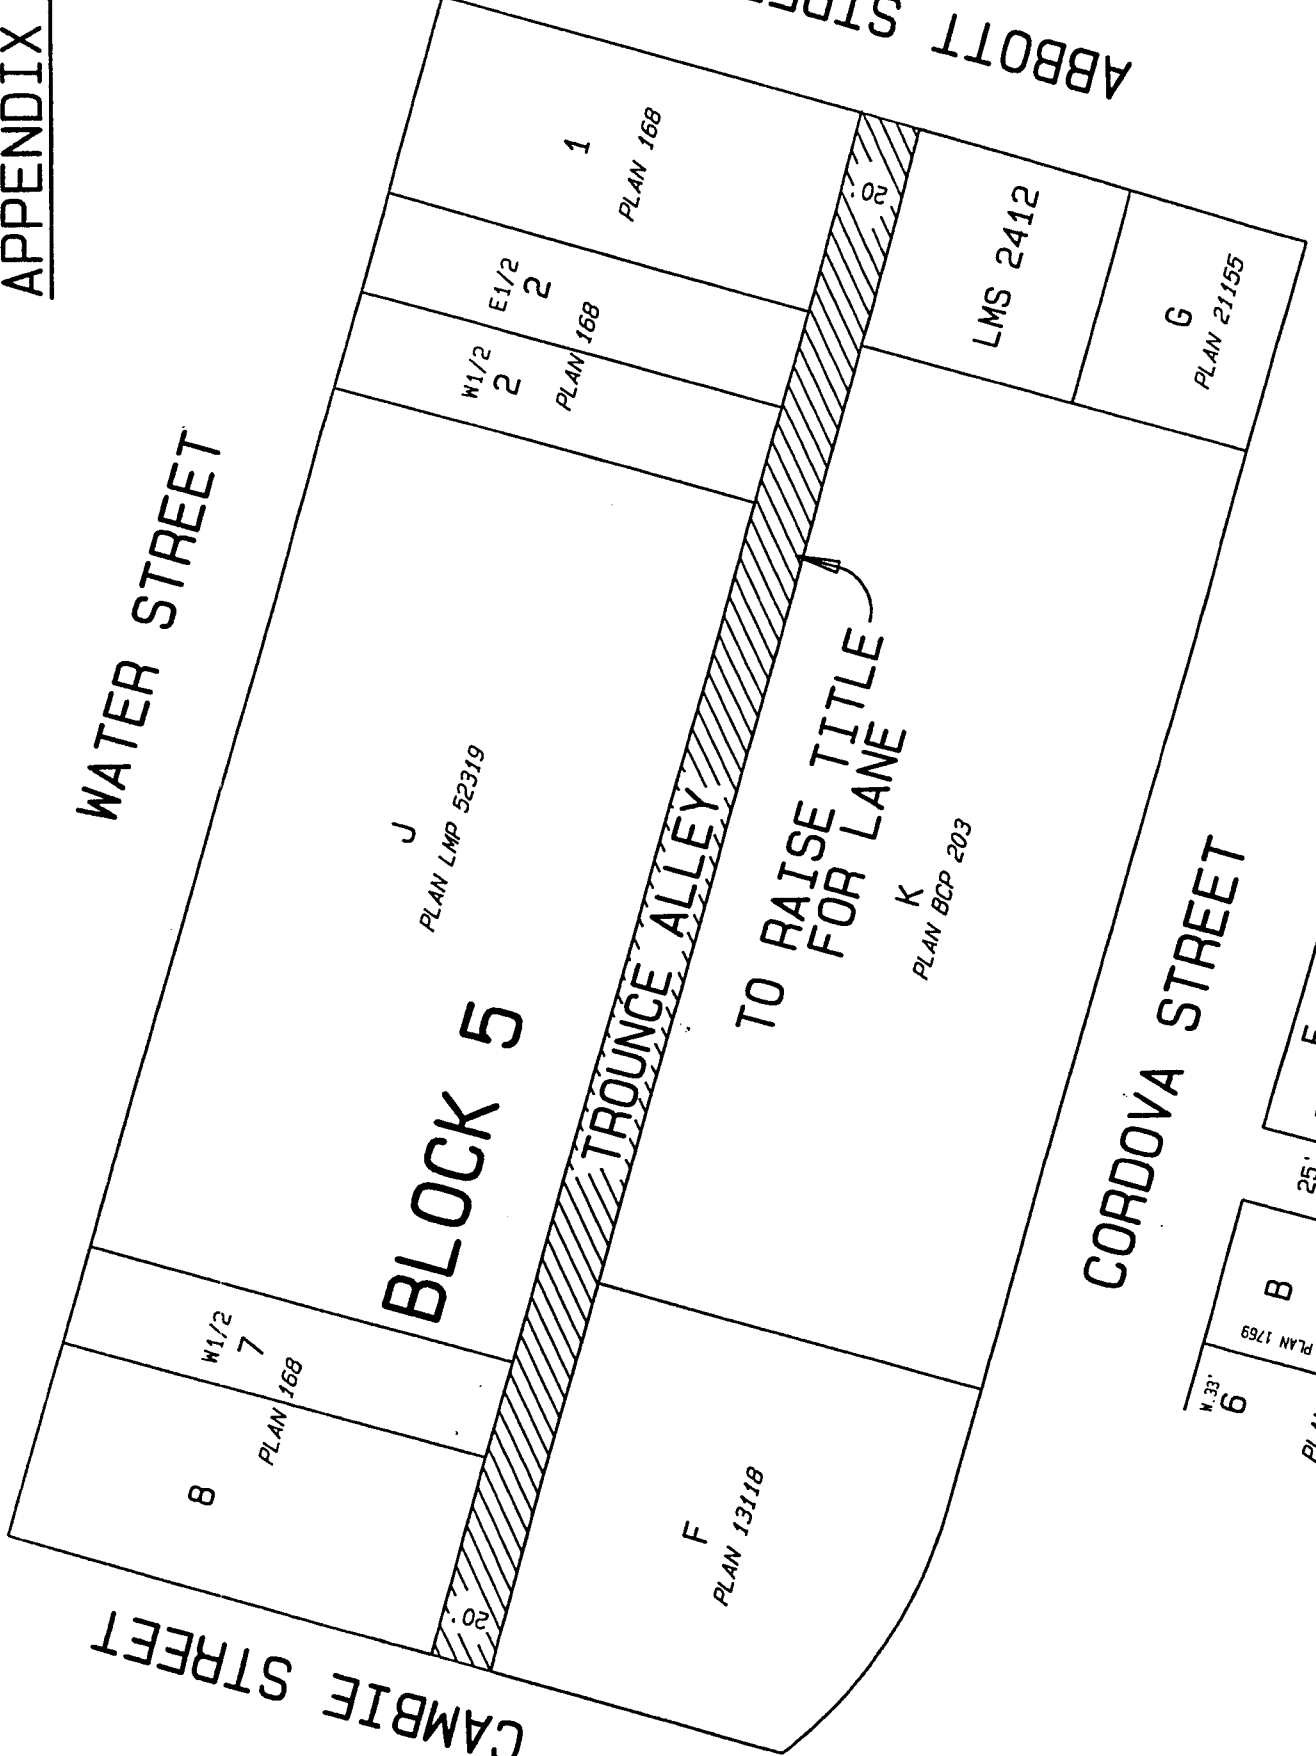 APPENDIX
ABBOTT
WATER STREET
1
PLAN 168
E1/2
2
W1/2
2
PLAN 168
20'
LMS 2412
G
PLAN 21155
J
PLAN LMP 52319
BLOCK 5
TROUNCE ALLEY
TO RAISE TITLE
FOR LANE
K
PLAN BCP 203
W1/2
7
PLAN 168
8
20'
F
PLAN 13118
CORDOVA STREET
CAMBIE STREET
25'
B
PLAN 1769
W.33'
6